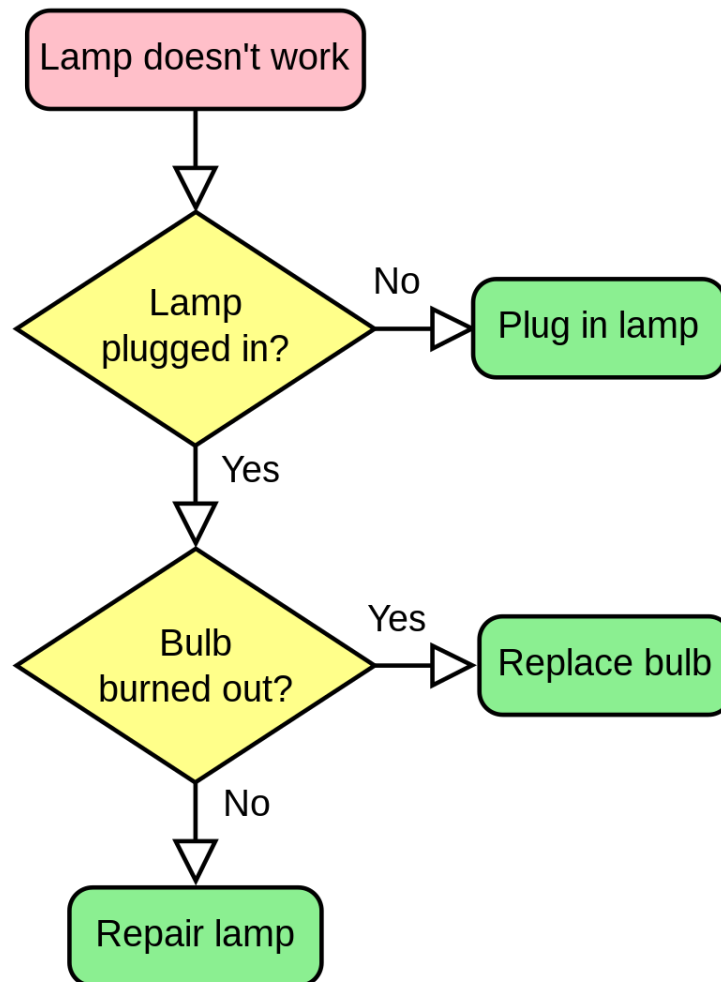 Lamp doesn't work
Lamp
plugged in?
No
Plug in lamp
Yes
Bulb
burned out?
Yes
Replace bulb
No
Repair lamp